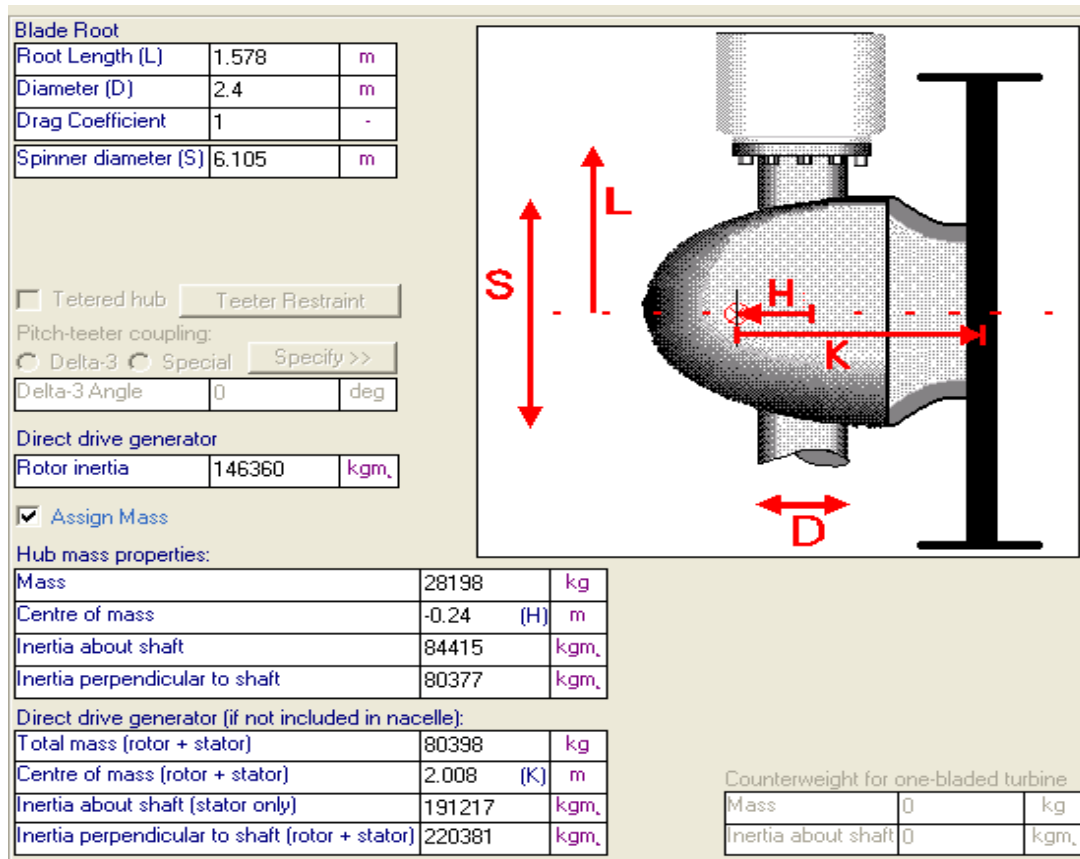 Blade Root
Root Length (L) 1.578 m
Diameter (D) 2.4 m
Drag Coefficient 1 -
Spinner diameter (S) 6.105 m
L
S
H
K
D
Tetered hub Teeter Restraint
Pitch-teeter coupling:
Delta-3 Special Specify >>
Delta-3 Angle 0 deg
Direct drive generator
Rotor inertia 146360 kgm.
Assign Mass
Hub mass properties:
Mass 28198 kg
Centre of mass -0.24 (H) m
Inertia about shaft 84415 kgm.
Inertia perpendicular to shaft 80377 kgm.
Direct drive generator (if not included in nacelle):
Total mass (rotor + stator) 80398 kg
Centre of mass (rotor + stator) 2.008 (K) m
Inertia about shaft (stator only) 191217 kgm.
Inertia perpendicular to shaft (rotor + stator) 220381 kgm.
Counterweight for one-bladed turbine
Mass 0 kg
Inertia about shaft 0 kgm.